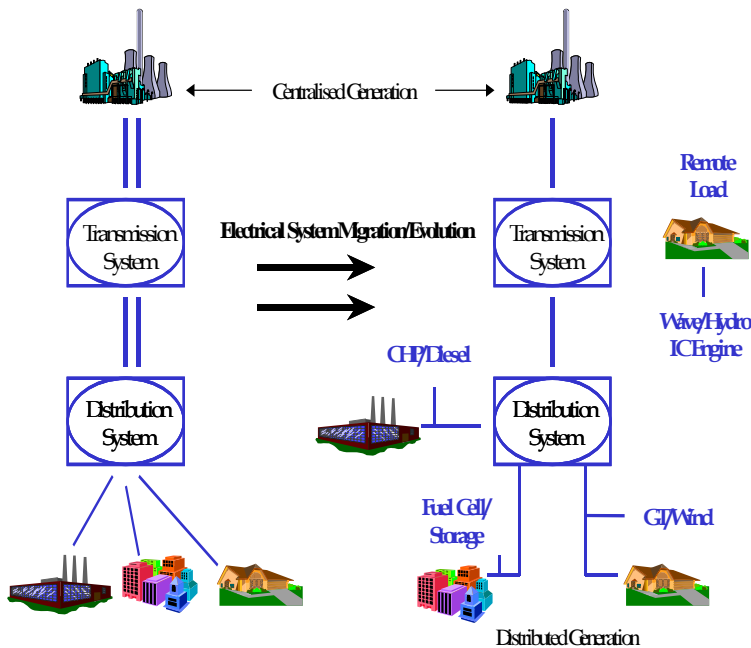 Centralised Generation
Remote
Load
Transmission
System
Electrical System Migration/Evolution
Transmission
System
Wave/Hydro
IC Engine
CHP/Diesel
Distribution
System
Distribution
System
Fuel Cell/
Storage
GT/Wind
Distributed Generation